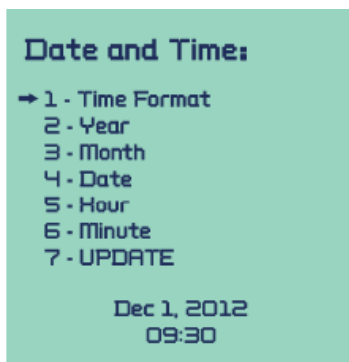 Date and Time:
➡ 1 - Time Format
2 - Year
3 - Month
4 - Date
5 - Hour
6 - Minute
7 - UPDATE
Dec 1, 2012
09:30